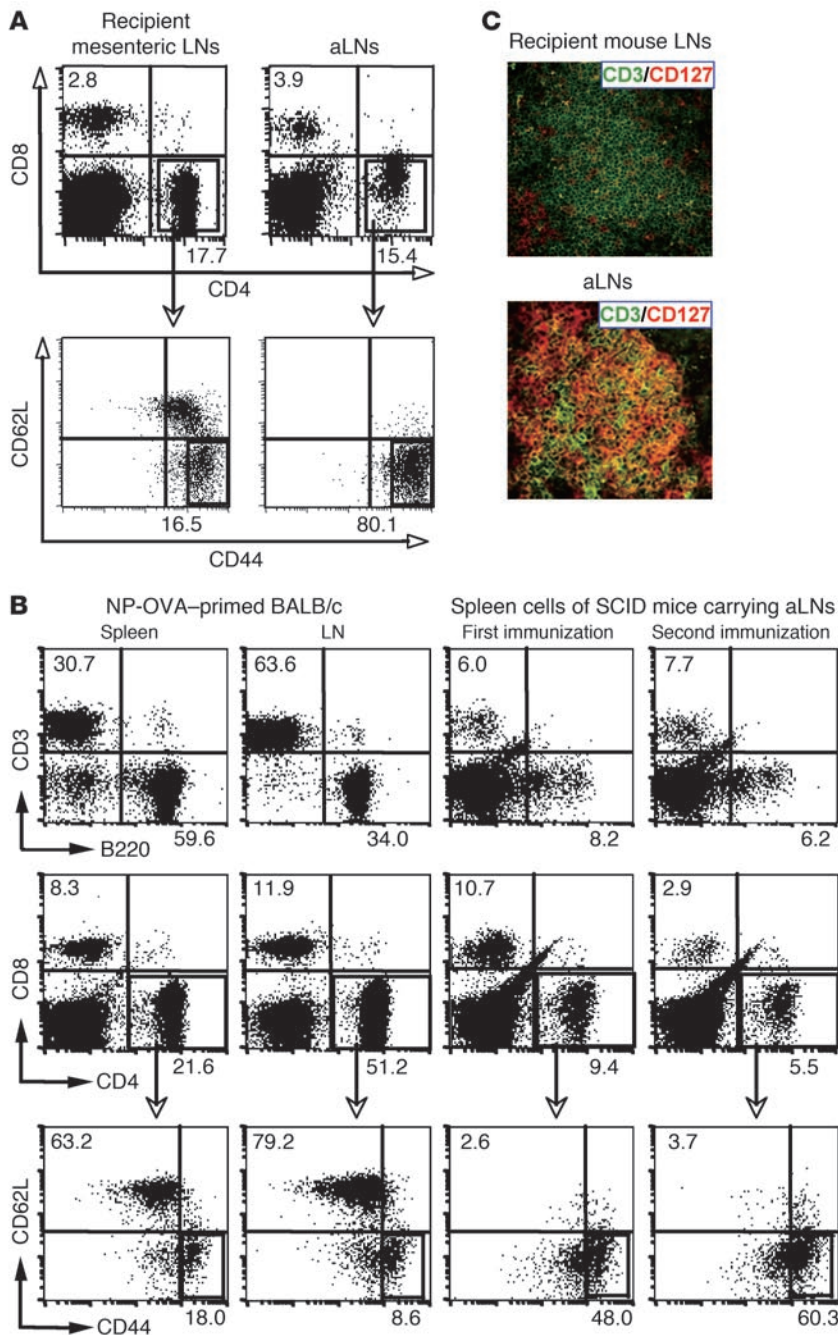 A
Recipient
mesenteric LNs
aLNs
2.8
3.9
CD8
17.7
15.4
CD4
CD62L
16.5
80.1
CD44
C
Recipient mouse LNs
CD3/CD127
aLNs
CD3/CD127
B
NP-OVA–primed BALB/c
Spleen cells of SCID mice carrying aLNs
Spleen
LN
First immunization
Second immunization
30.7
63.6
6.0
7.7
CD3
B220
59.6
34.0
8.2
6.2
8.3
11.9
10.7
2.9
CD8
CD4
21.6
51.2
9.4
5.5
63.2
79.2
2.6
3.7
CD62L
CD44
18.0
8.6
48.0
60.3